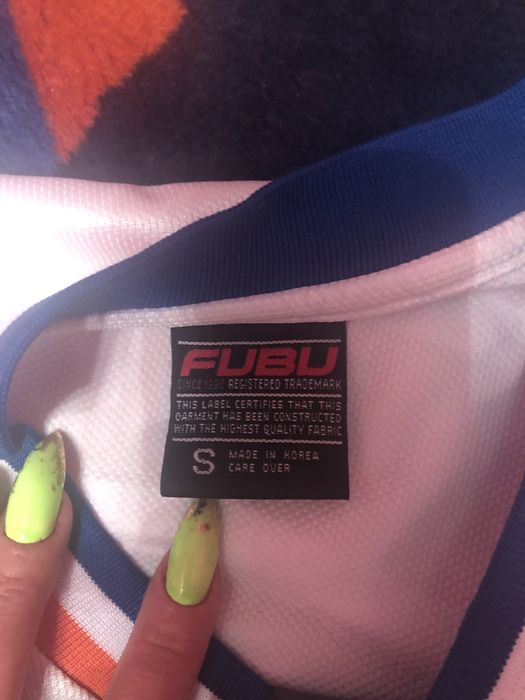 FUBU
SINCE 1992 REGISTERED TRADEMARK
THIS LABEL CERTIFIES THAT THIS
GARMENT HAS BEEN CONSTRUCTED
WITH THE HIGHEST QUALITY FABRIC
S MADE IN KOREA
CARE OVER